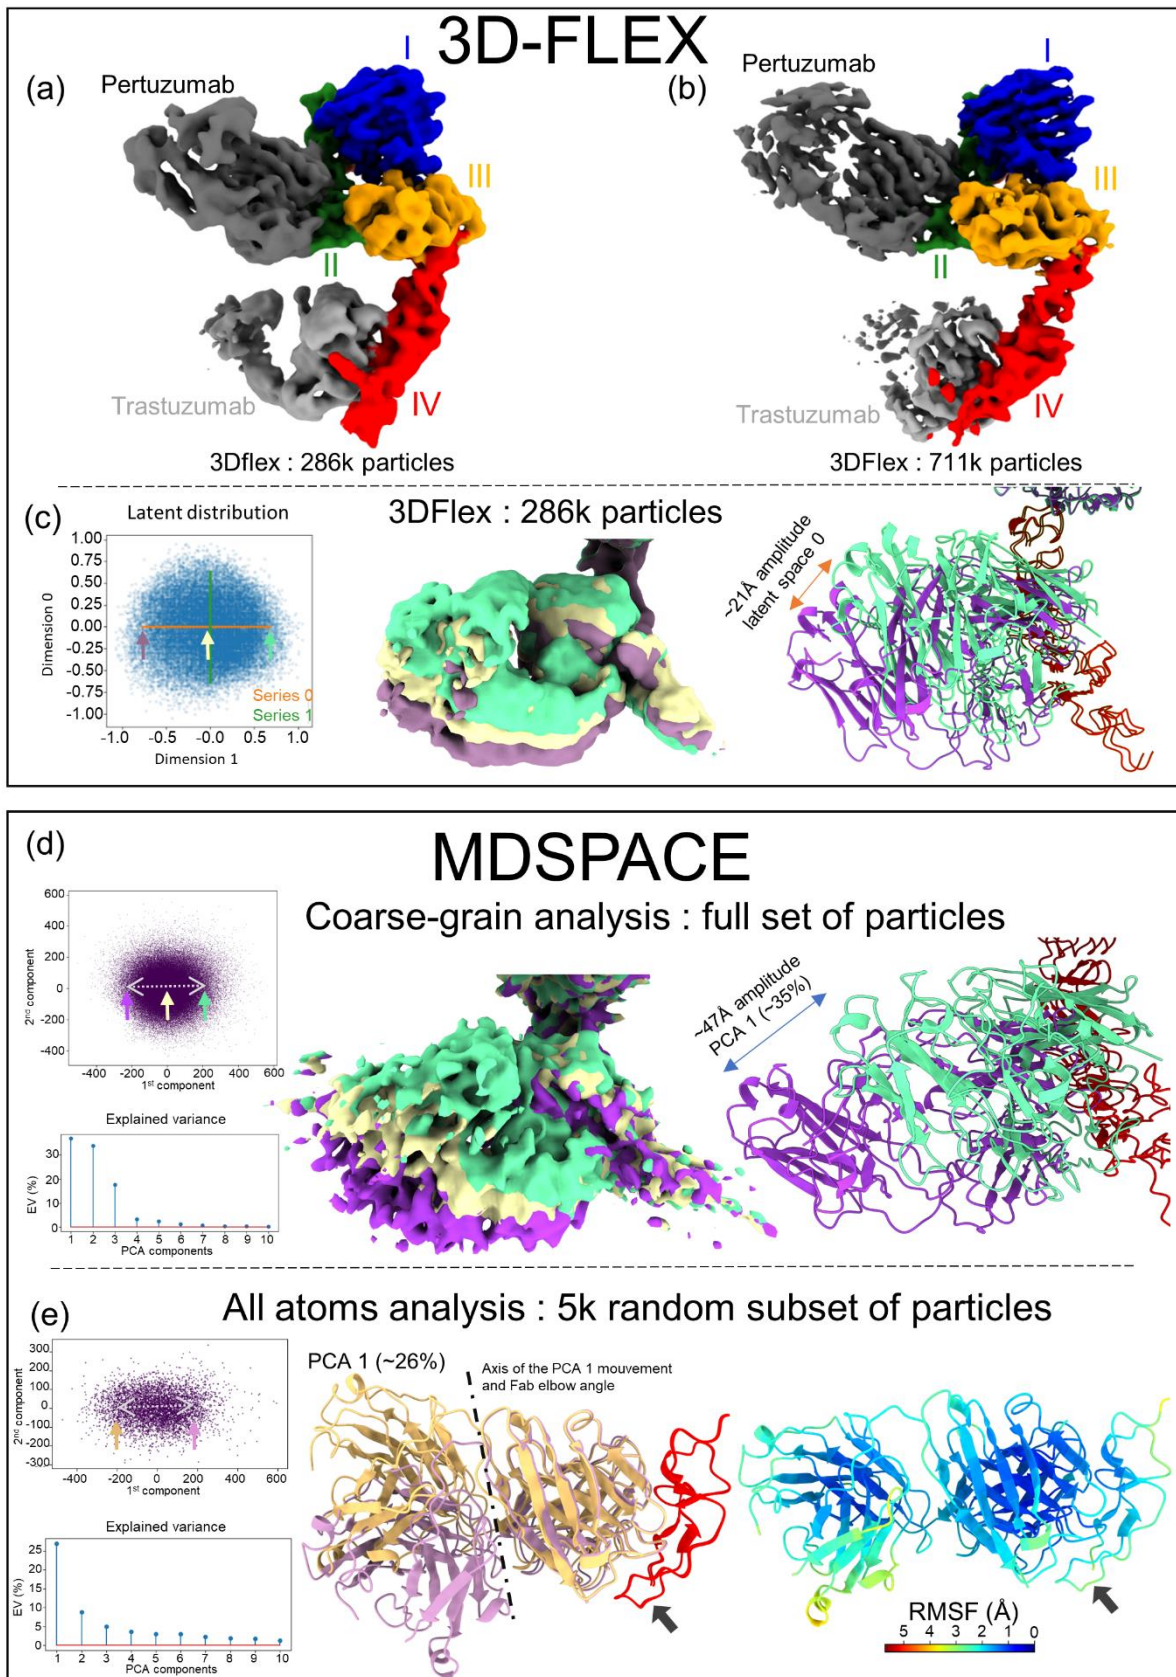 3D-FLEX
(a)
Pertuzumab
I
III
II
Trastuzumab
IV
3Dflex : 286k particles
(b)
Pertuzumab
I
III
II
Trastuzumab
IV
3DFlex : 711k particles
(c)
Latent distribution
1.00
0.75
0.50
0.25
0.00
-0.25
-0.50
-0.75
-1.00
Dimension 0
Series 0
Series 1
-1.0 -0.5 -0.0 0.5 1.0
Dimension 1
3DFlex : 286k particles
~21Å amplitude
latent space 0
(d)
MDSPACE
Coarse-grain analysis : full set of particles
600
400
200
0
-200
-400
2nd component
-400 -200 0 200 400 600
1st component
Explained variance
30
20
10
0
EV (%)
1 2 3 4 5 6 7 8 9 10
PCA components
~47Å amplitude
PCA 1 (~35%)
(e)
All atoms analysis : 5k random subset of particles
300
200
100
0
-100
-200
-300
2nd component
-400 -200 0 200 400 600
1st component
Explained variance
25
20
15
10
5
0
EV (%)
1 2 3 4 5 6 7 8 9 10
PCA components
PCA 1 (~26%)
Axis of the PCA 1 mouvement
and Fab elbow angle
RMSF (Å)
5 4 3 2 1 0